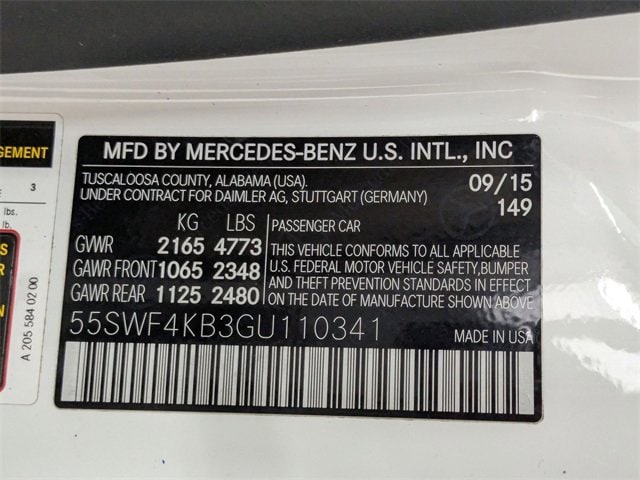 GEMENT
3
lbs.
lb.
A 205 584 02 00
MFD BY MERCEDES-BENZ U.S. INTL., INC
TUSCALOOSA COUNTY, ALABAMA (USA). 09/15
UNDER CONTRACT FOR DAIMLER AG, STUTTGART (GERMANY) 149
KG LBS PASSENGER CAR
GVWR 2165 4773 THIS VEHICLE CONFORMS TO ALL APPLICABLE
GAWR FRONT 1065 2348 U.S. FEDERAL MOTOR VEHICLE SAFETY,BUMPER
AND THEFT PREVENTION STANDARDS IN EFFECT
GAWR REAR 1125 2480 ON THE DATE OF MANUFACTURE SHOWN ABOVE
55SWF4KB3GU110341 MADE IN USA